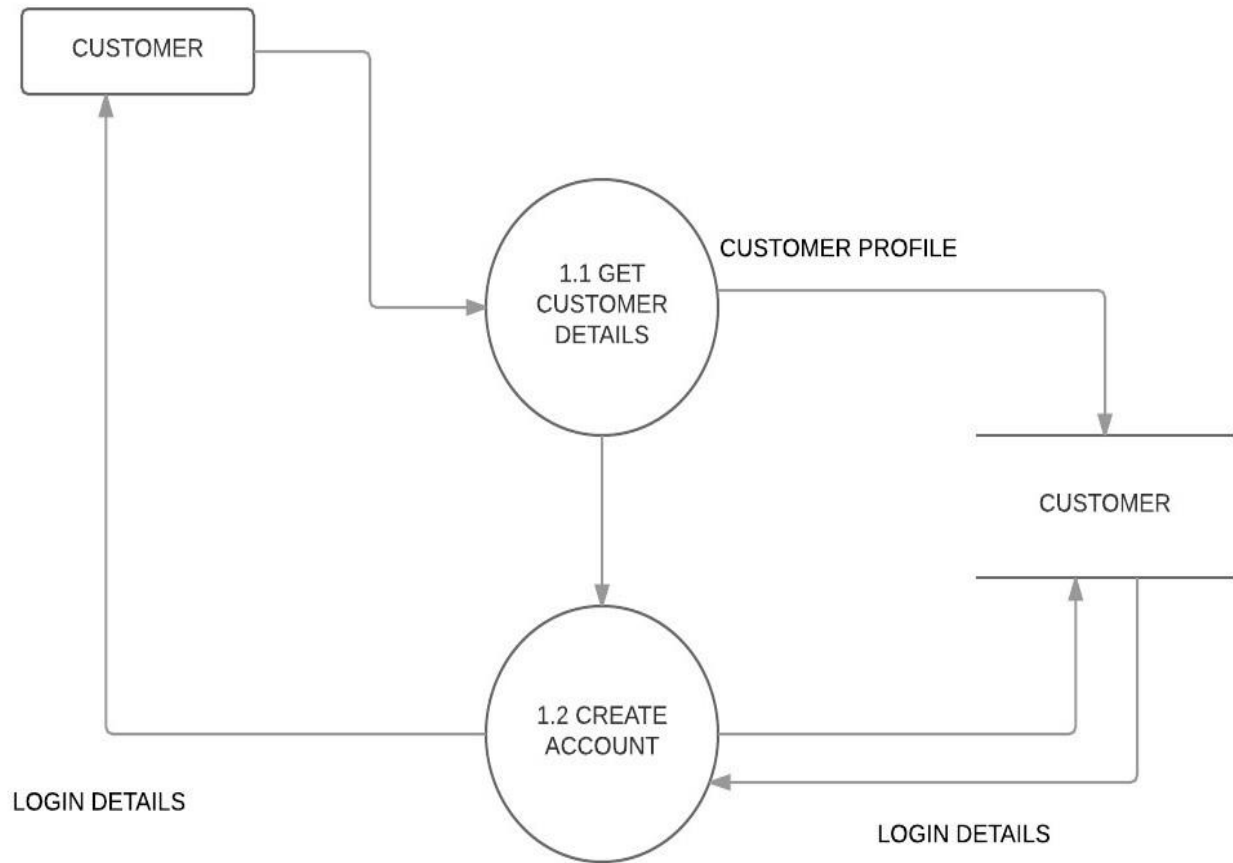 CUSTOMER
1.1 GET
CUSTOMER
DETAILS
CUSTOMER PROFILE
CUSTOMER
1.2 CREATE
ACCOUNT
LOGIN DETAILS
LOGIN DETAILS